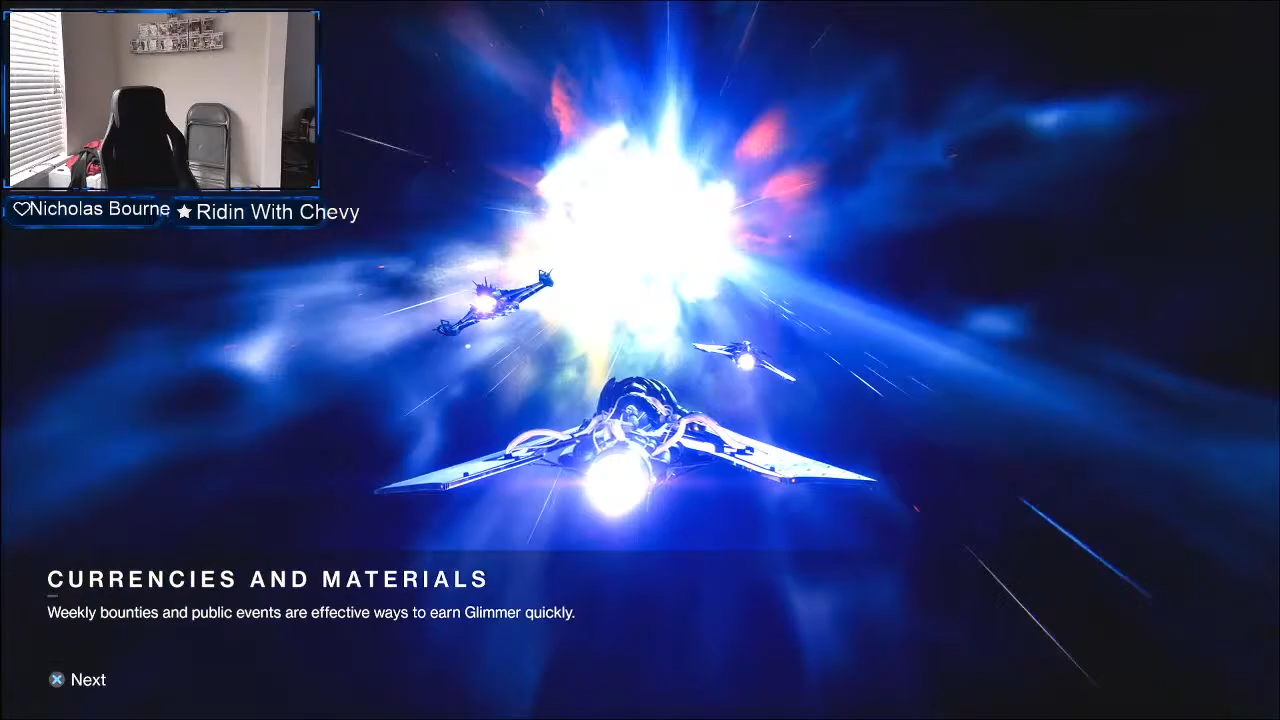 Nicholas Bourne
Ridin With Chevy
CURRENCIES AND MATERIALS
Weekly bounties and public events are effective ways to earn Glimmer quickly.
Next